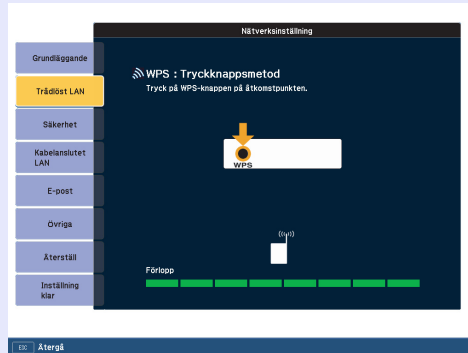 Nätverksinställning
Grundläggande
Trådlöst LAN
Säkerhet
Kabelanslutet
LAN
E-post
Övriga
Återställ
Inställning
klar
WPS : Tryckknappsmetod
Tryck på WPS-knappen på åtkomstpunkten.
WPS
Förlopp
ESC Återgå